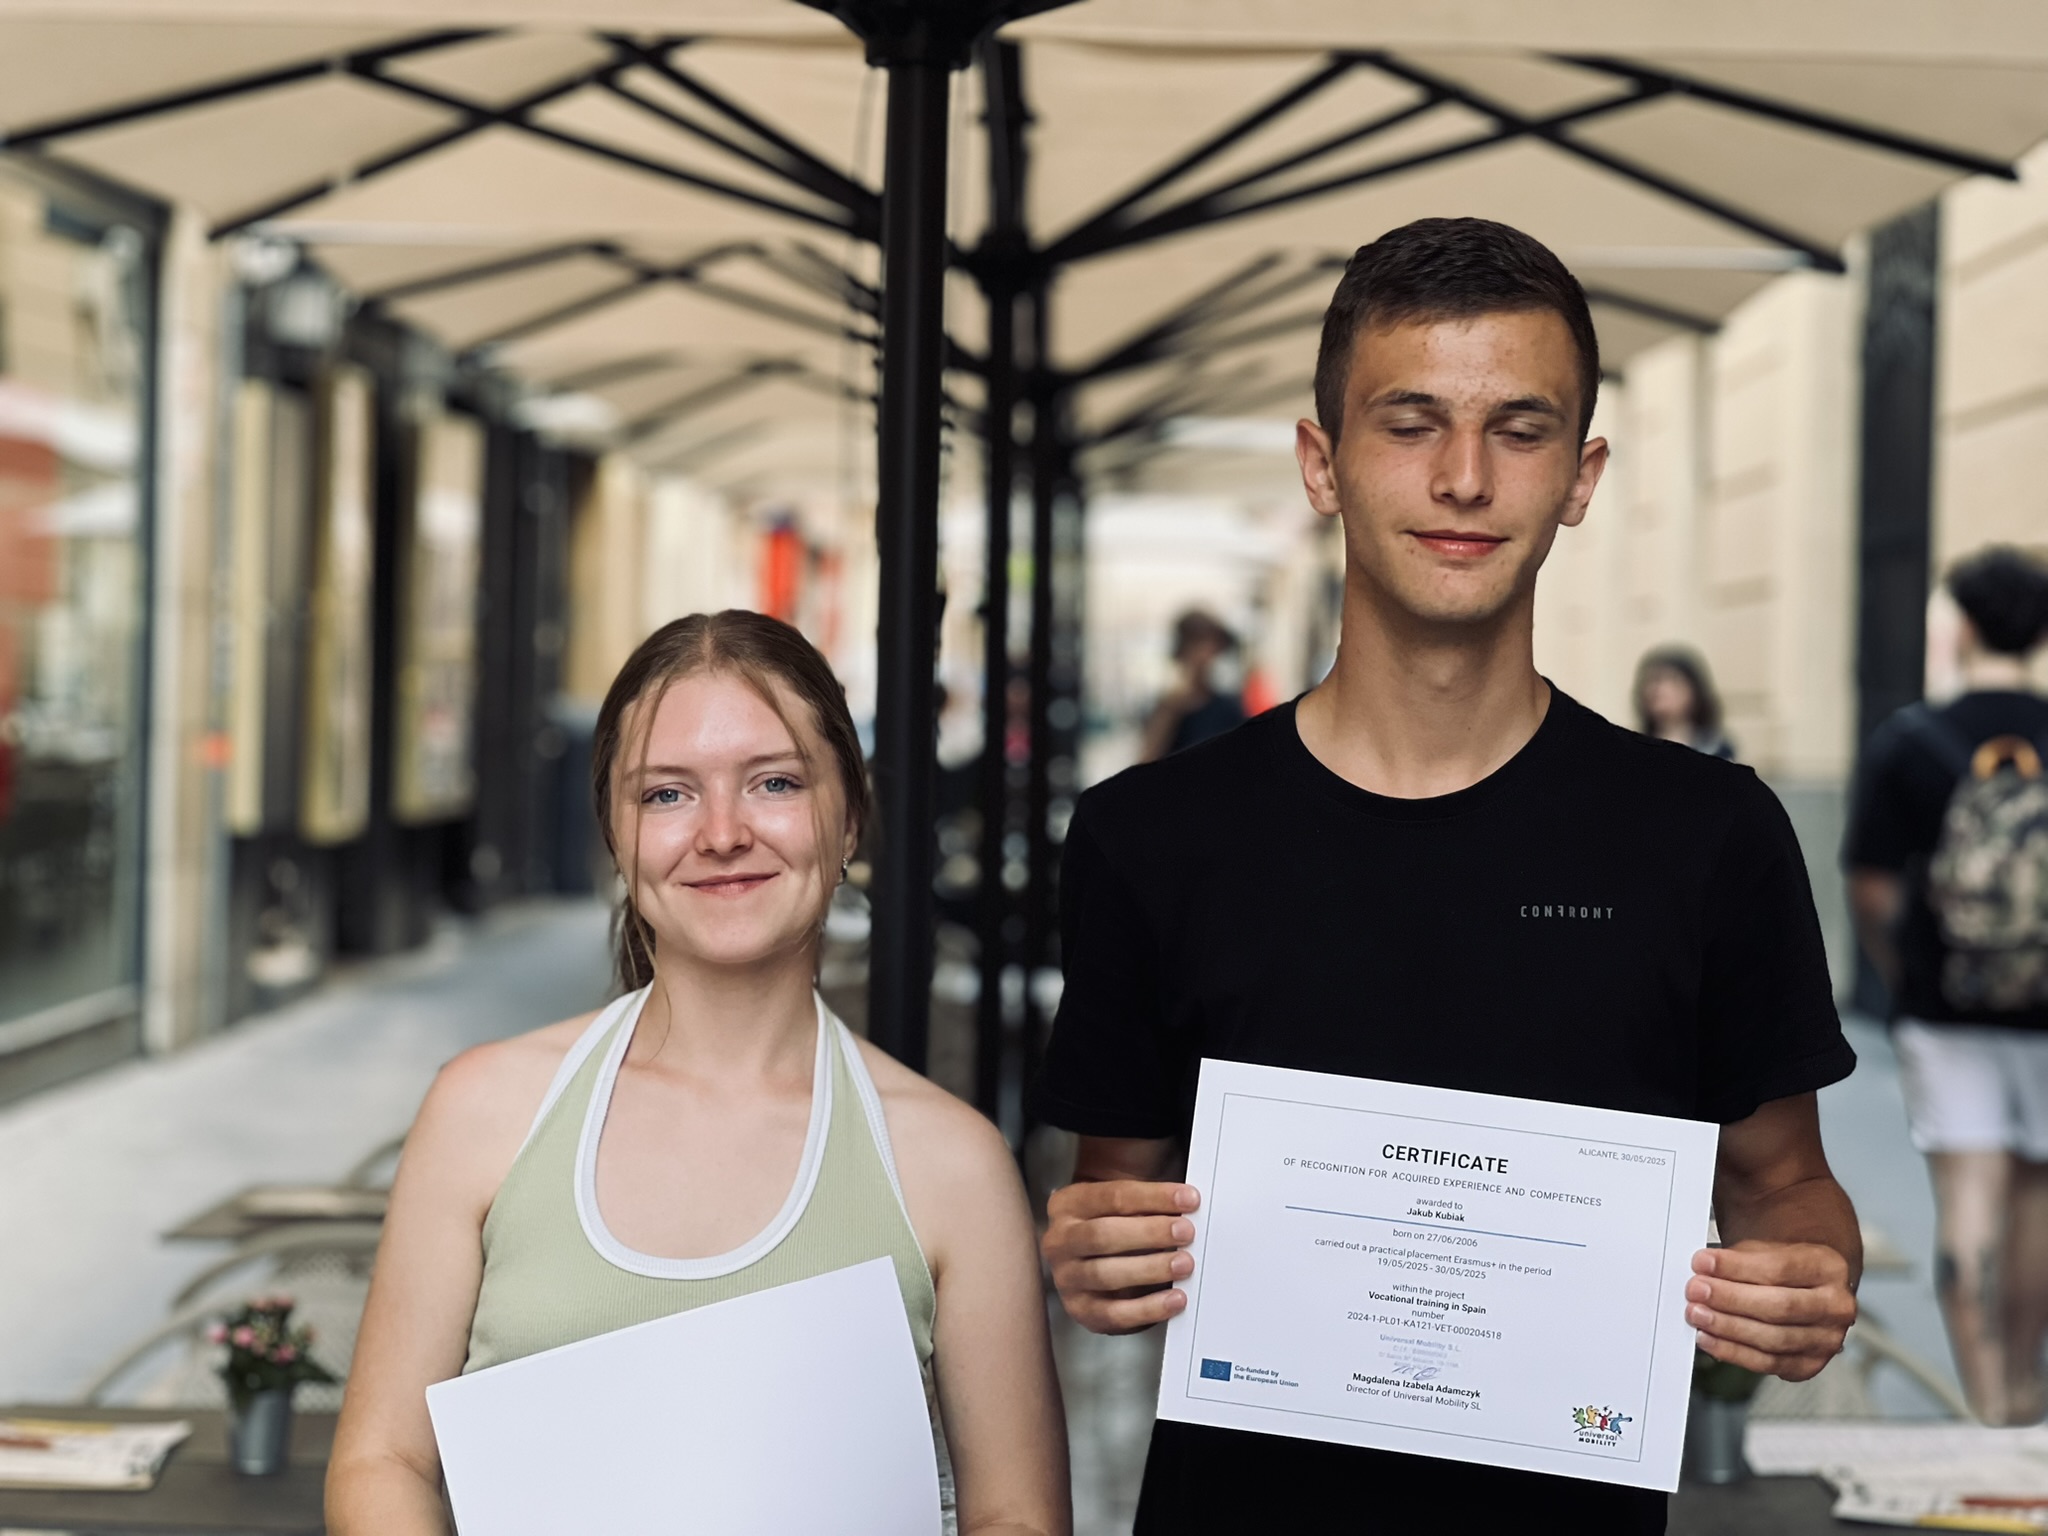 CONFRONT
ALICANTE, 30/05/2025
CERTIFICATE
OF RECOGNITION FOR ACQUIRED EXPERIENCE AND COMPETENCES
awarded to
Jakub Kubiak
born on 27/06/2006
carried out a practical placement Erasmus+ in the period
19/05/2025 - 30/05/2025
within the project
Vocational training in Spain
number
2024-1-PL01-KA121-VET-000204518
Universal Mobility S.L.
Magdalena Izabela Adamczyk
Director of Universal Mobility SL
Co-funded by
the European Union
universal
MOBILITY